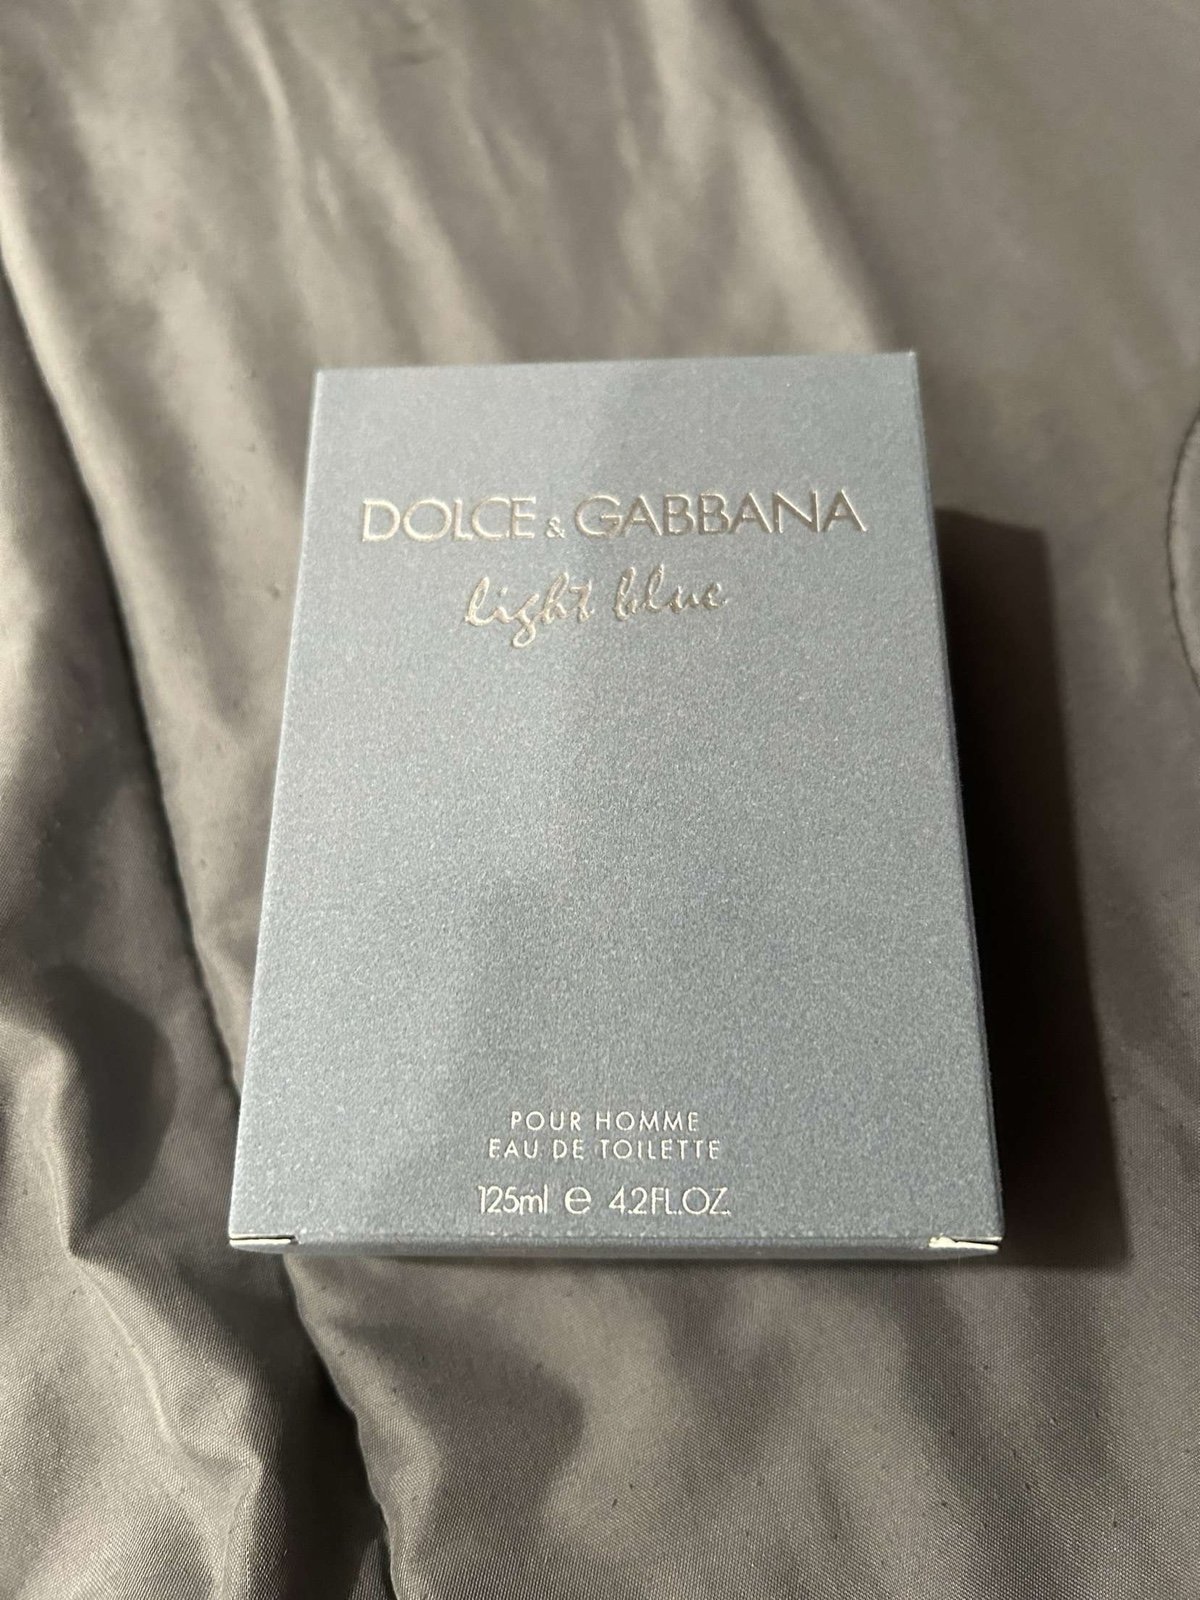 DOLCE & GABBANA
light blue
POUR HOMME
EAU DE TOILETTE
125ml ℮ 4.2FL.OZ.